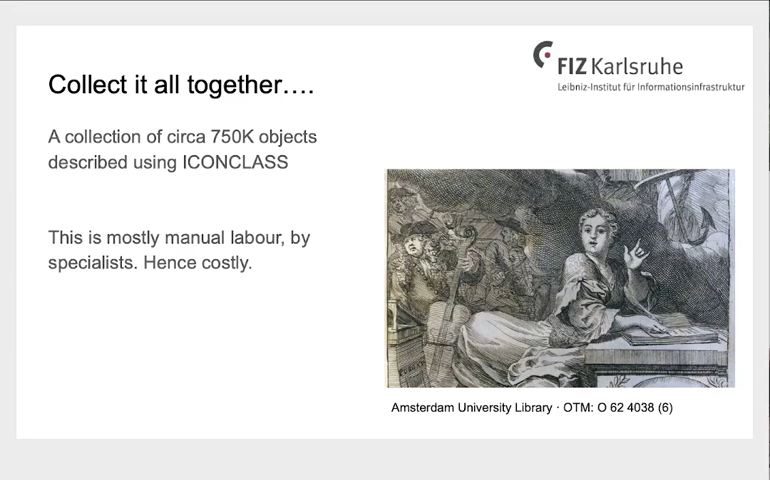 FIZ Karlsruhe
Leibniz-Institut für Informationsinfrastruktur
Collect it all together....
A collection of circa 750K objects
described using ICONCLASS
This is mostly manual labour, by
specialists. Hence costly.
Amsterdam University Library · OTM: O 62 4038 (6)